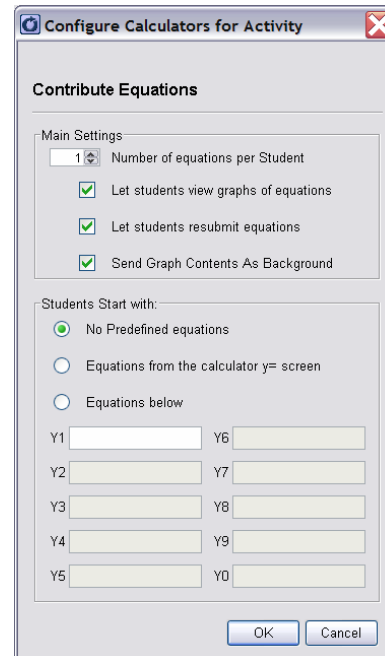 Configure Calculators for Activity
Contribute Equations
Main Settings
1 Number of equations per Student
Let students view graphs of equations
Let students resubmit equations
Send Graph Contents As Background
Students Start with:
No Predefined equations
Equations from the calculator y= screen
Equations below
Y1 Y6
Y2 Y7
Y3 Y8
Y4 Y9
Y5 Y0
OK Cancel